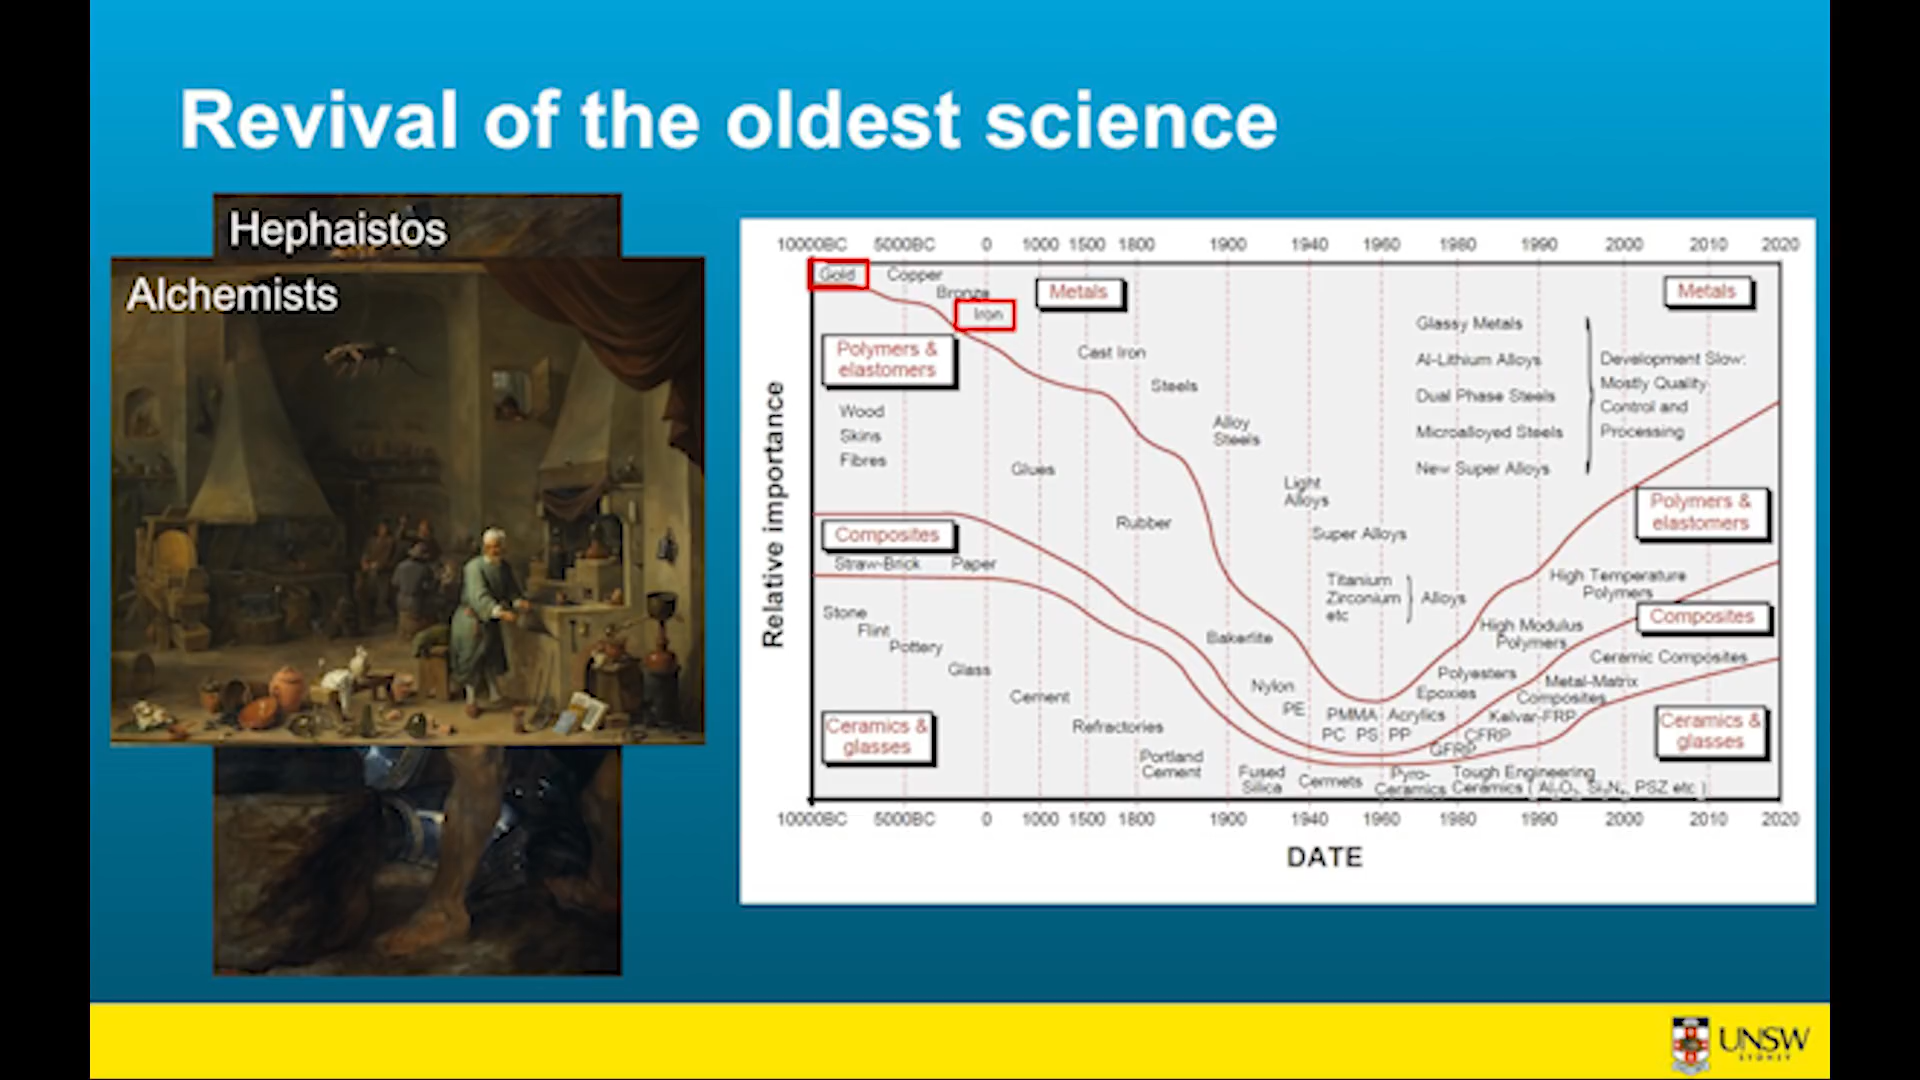 Revival of the oldest science
Hephaistos
Alchemists
10000BC 5000BC 0 1000 1500 1800 1900 1940 1960 1980 1990 2000 2010 2020
Gold
Copper
Bronze
Iron
Metals
Metals
Cast Iron
Steels
Alloy
Steels
Light
Alloys
Super Alloys
Titanium
Zirconium
etc
Alloys
Glassy Metals
Al-Lithium Alloys
Dual Phase Steels
Microalloyed Steels
New Super Alloys
Development Slow:
Mostly Quality
Control and
Processing
Polymers &
elastomers
Wood
Skins
Fibres
Glues
Rubber
Bakerlite
Nylon
PE
PMMA Acrylics
PC PS PP
Polyesters
Epoxies
High Modulus
Polymers
High Temperature
Polymers
Polymers &
elastomers
Composites
Straw-Brick Paper
GFRP
CFRP
Kelvar-FRP
Metal-Matrix
Composites
Ceramic Composites
Composites
Stone
Flint
Pottery
Glass
Cement
Refractories
Portland
Cement
Fused
Silica
Cermets
Pyro-
Ceramics
Tough Engineering
Ceramics ( Al₂O₃, Si₃N₄, PSZ etc )
Ceramics &
glasses
Ceramics &
glasses
Relative importance
10000BC 5000BC 0 1000 1500 1800 1900 1940 1960 1980 1990 2000 2010 2020
DATE
UNSW
SYDNEY